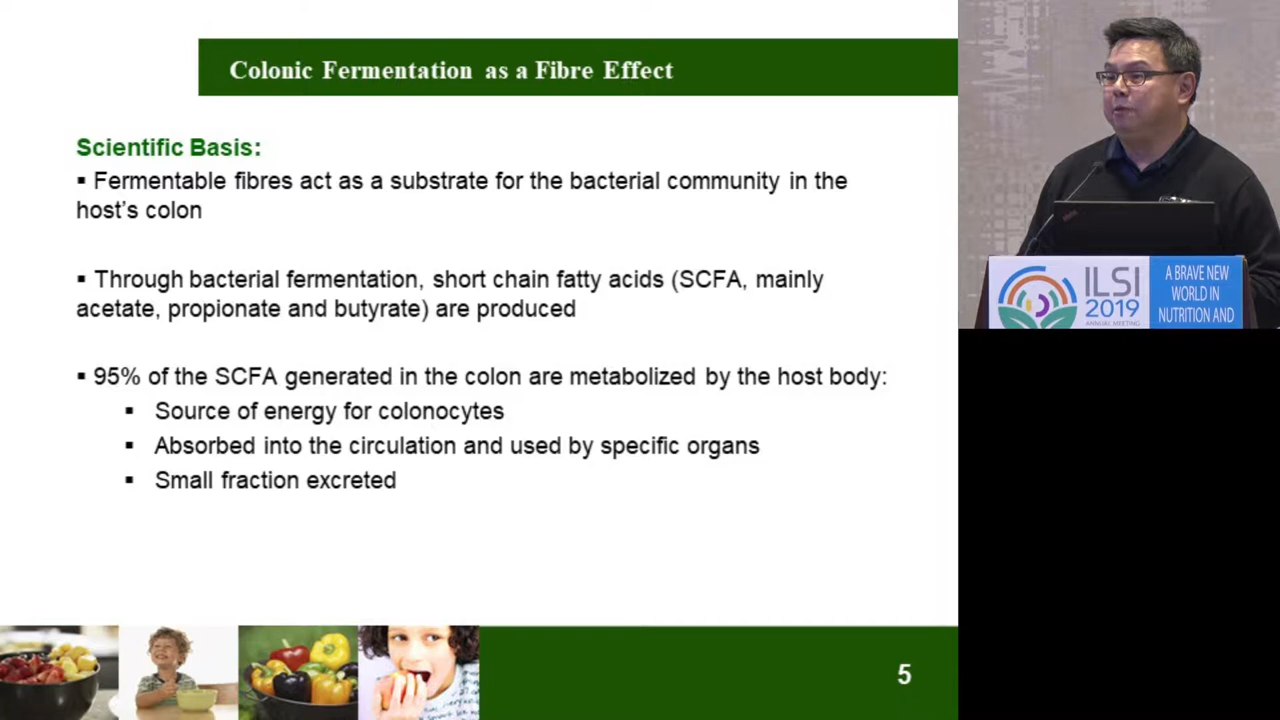 Colonic Fermentation as a Fibre Effect
Scientific Basis:
▪ Fermentable fibres act as a substrate for the bacterial community in the
host's colon
▪ Through bacterial fermentation, short chain fatty acids (SCFA, mainly
acetate, propionate and butyrate) are produced
▪ 95% of the SCFA generated in the colon are metabolized by the host body:
▪ Source of energy for colonocytes
▪ Absorbed into the circulation and used by specific organs
▪ Small fraction excreted
5
ILSI
2019
ANNUAL MEETING
A BRAVE NEW
WORLD IN
NUTRITION AND